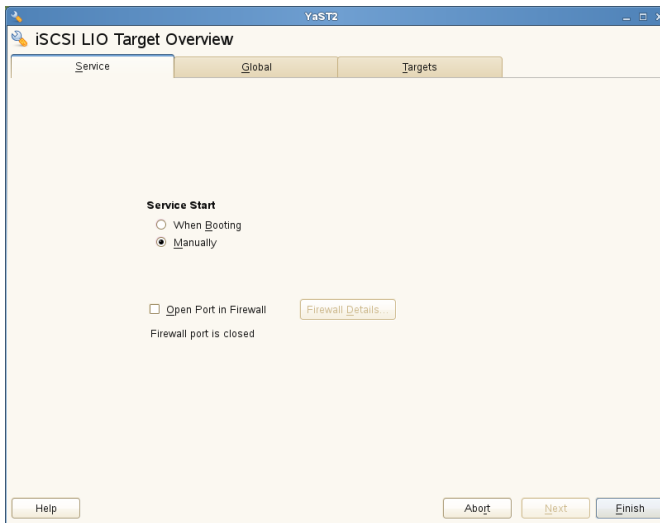 YaST2
iSCSI LIO Target Overview
Service Global Targets
Service Start
When Booting
Manually
Open Port in Firewall Firewall Details...
Firewall port is closed
Help Abort Next Finish